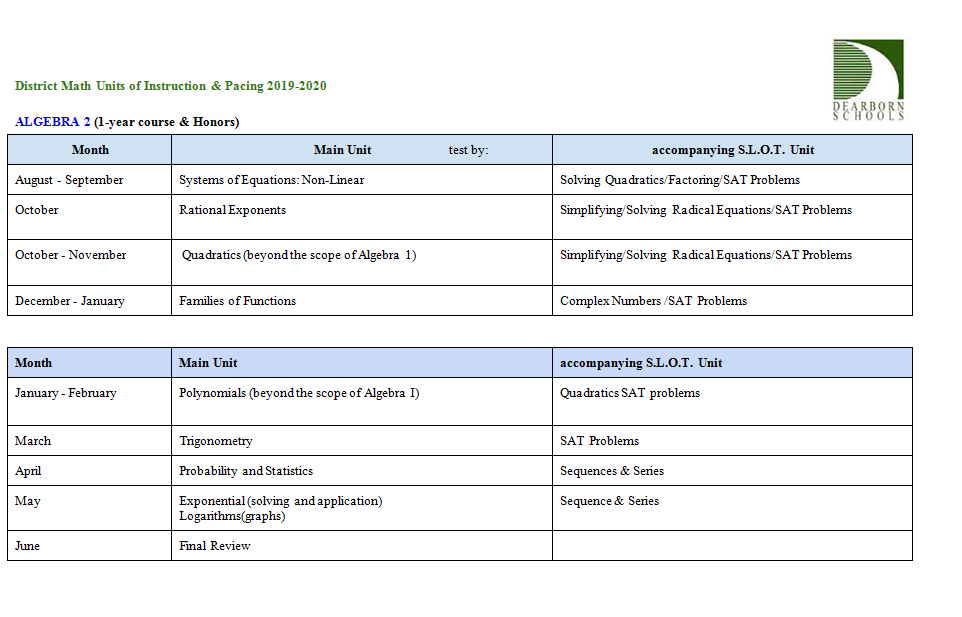 DEARBORN
SCHOOLS
District Math Units of Instruction & Pacing 2019-2020
ALGEBRA 2 (1-year course & Honors)
Month Main Unit test by: accompanying S.L.O.T. Unit
August - September Systems of Equations: Non-Linear Solving Quadratics/Factoring/SAT Problems
October Rational Exponents Simplifying/Solving Radical Equations/SAT Problems
October - November Quadratics (beyond the scope of Algebra 1) Simplifying/Solving Radical Equations/SAT Problems
December - January Families of Functions Complex Numbers /SAT Problems
Month Main Unit accompanying S.L.O.T. Unit
January - February Polynomials (beyond the scope of Algebra I) Quadratics SAT problems
March Trigonometry SAT Problems
April Probability and Statistics Sequences & Series
May Exponential (solving and application) Sequence & Series
Logarithms(graphs)
June Final Review